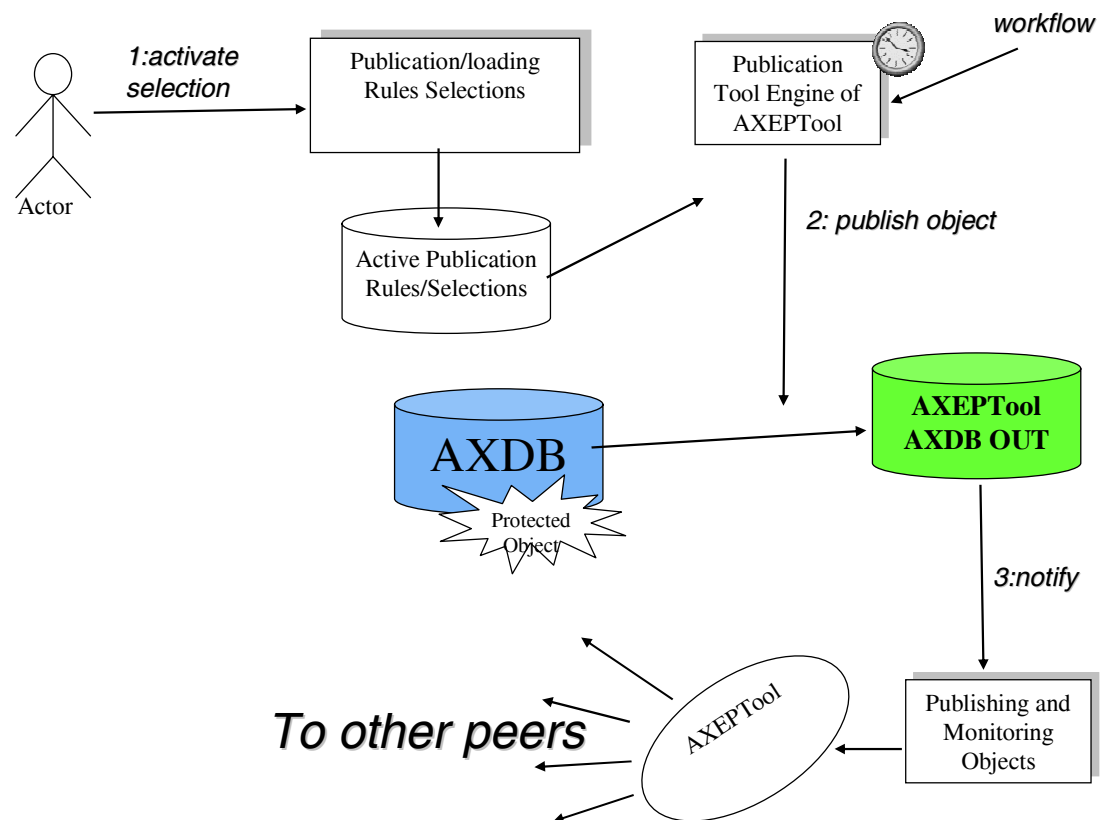 workflow
1:activate
selection
Publication/loading
Rules Selections
Publication
Tool Engine of
AXEPTool
Actor
2: publish object
Active Publication
Rules/Selections
AXEPTool
AXDB OUT
AXDB
Protected
Object
3:notify
To other peers
AXEPTool
Publishing and
Monitoring
Objects